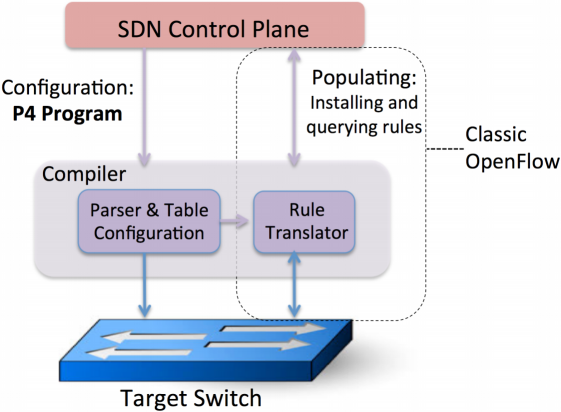 SDN Control Plane
Configuration:
P4 Program
Populating:
Installing and
querying rules
Classic
OpenFlow
Compiler
Parser & Table
Configuration
Rule
Translator
Target Switch